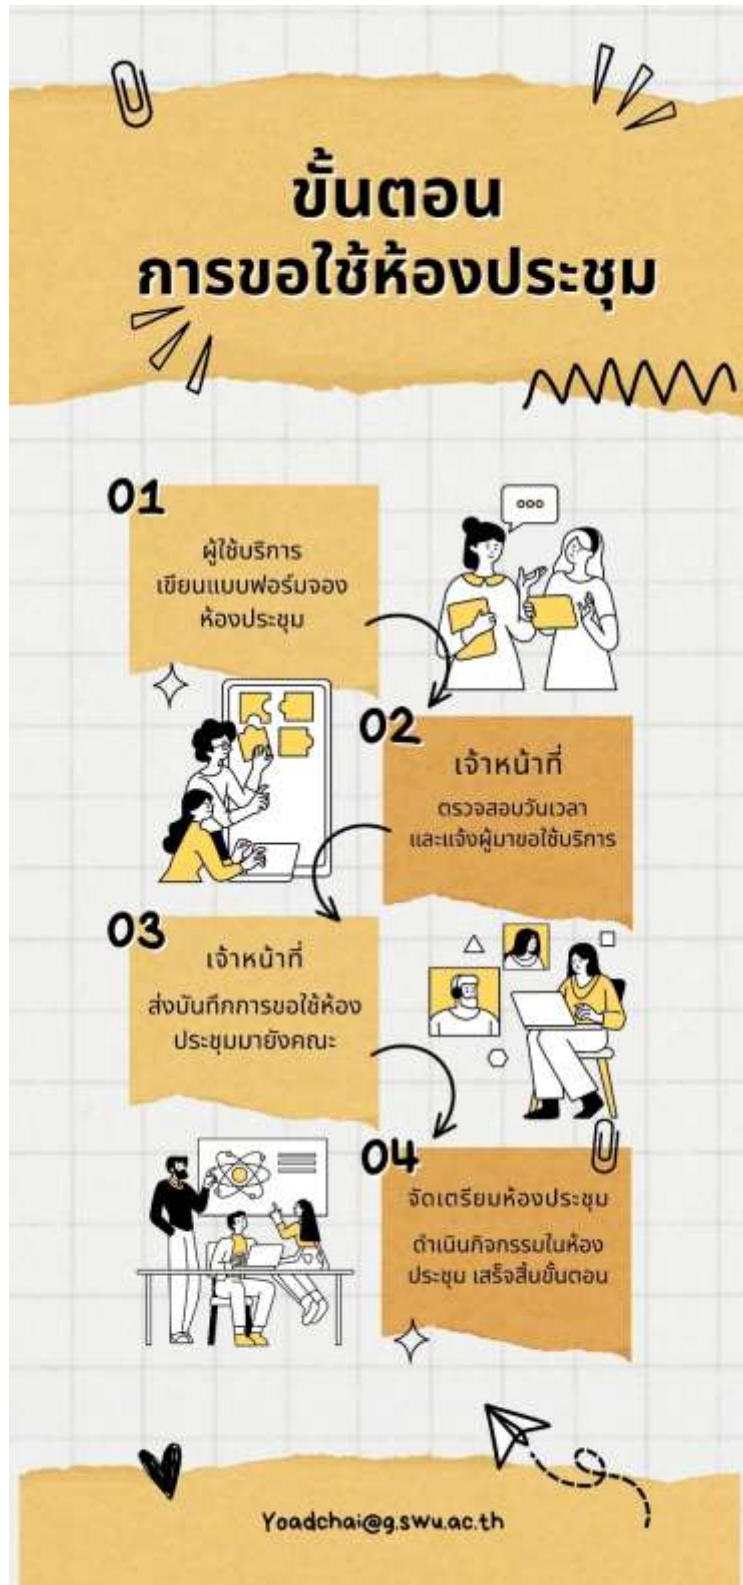 ขั้นตอน
การขอใช้ห้องประชุม
01
ผู้ใช้บริการ
เขียนแบบฟอร์มจอง
ห้องประชุม
ooo
02
เจ้าหน้าที่
ตรวจสอบวันเวลา
และแจ้งผู้มาขอใช้บริการ
03
เจ้าหน้าที่
ส่งบันทึกการขอใช้ห้อง
ประชุมมายังคณะ
04
จัดเตรียมห้องประชุม
ดำเนินกิจกรรมในห้อง
ประชุม เสร็จสิ้นขั้นตอน
Yoadchai@g.swu.ac.th